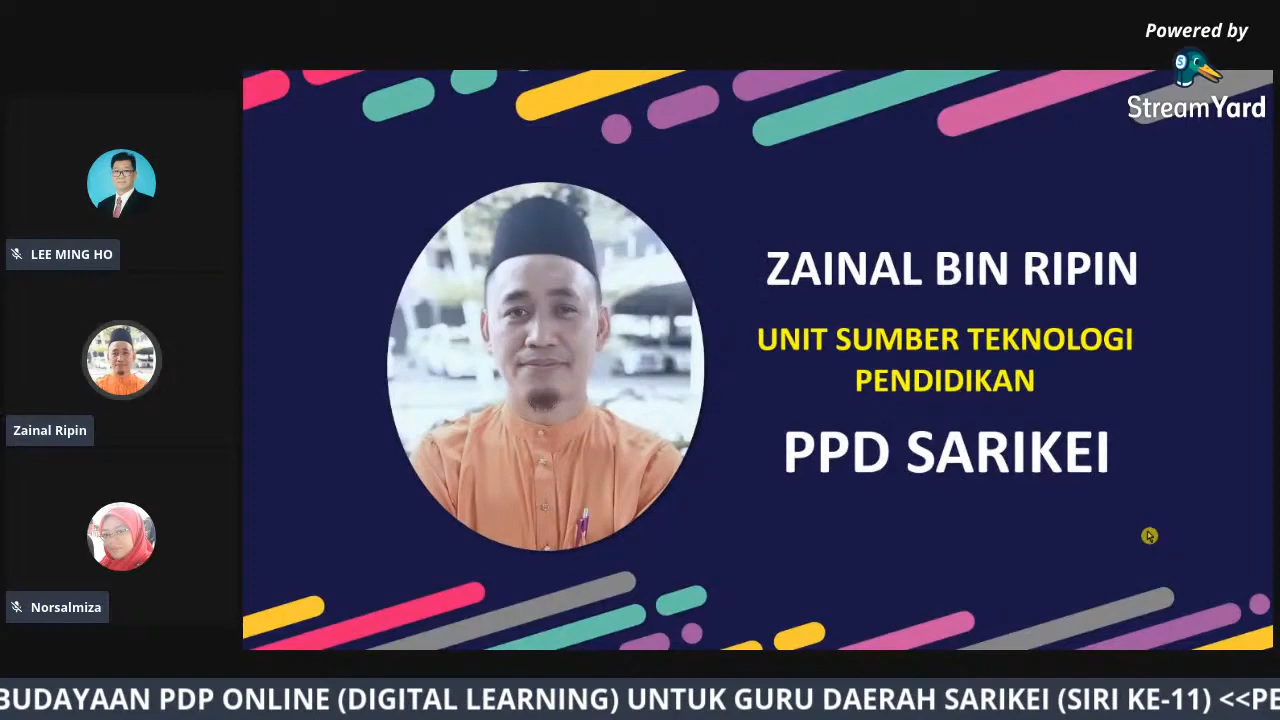 Powered by
StreamYard
LEE MING HO
Zainal Ripin
Norsalmiza
ZAINAL BIN RIPIN
UNIT SUMBER TEKNOLOGI
PENDIDIKAN
PPD SARIKEI
BUDAYAAN PDP ONLINE (DIGITAL LEARNING) UNTUK GURU DAERAH SARIKEI (SIRI KE-11) <<PE